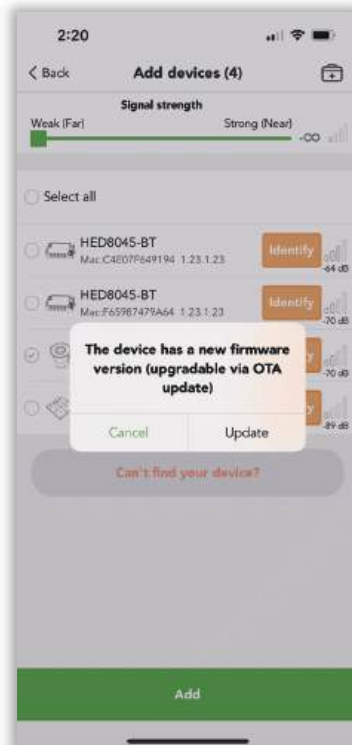 2:20
< Back Add devices (4)
Signal strength
Weak (Far) Strong (Near)
-∞
Select all
HED8045-BT
Mac:C4E07F649194 1.23.1.23
Identify
-64 dB
HED8045-BT
Mac:F65987479A64 1.23.1.23
Identify
-70 dB
-70 dB
-89 dB
The device has a new firmware
version (upgradable via OTA
update)
Cancel Update
Can't find your device?
Add